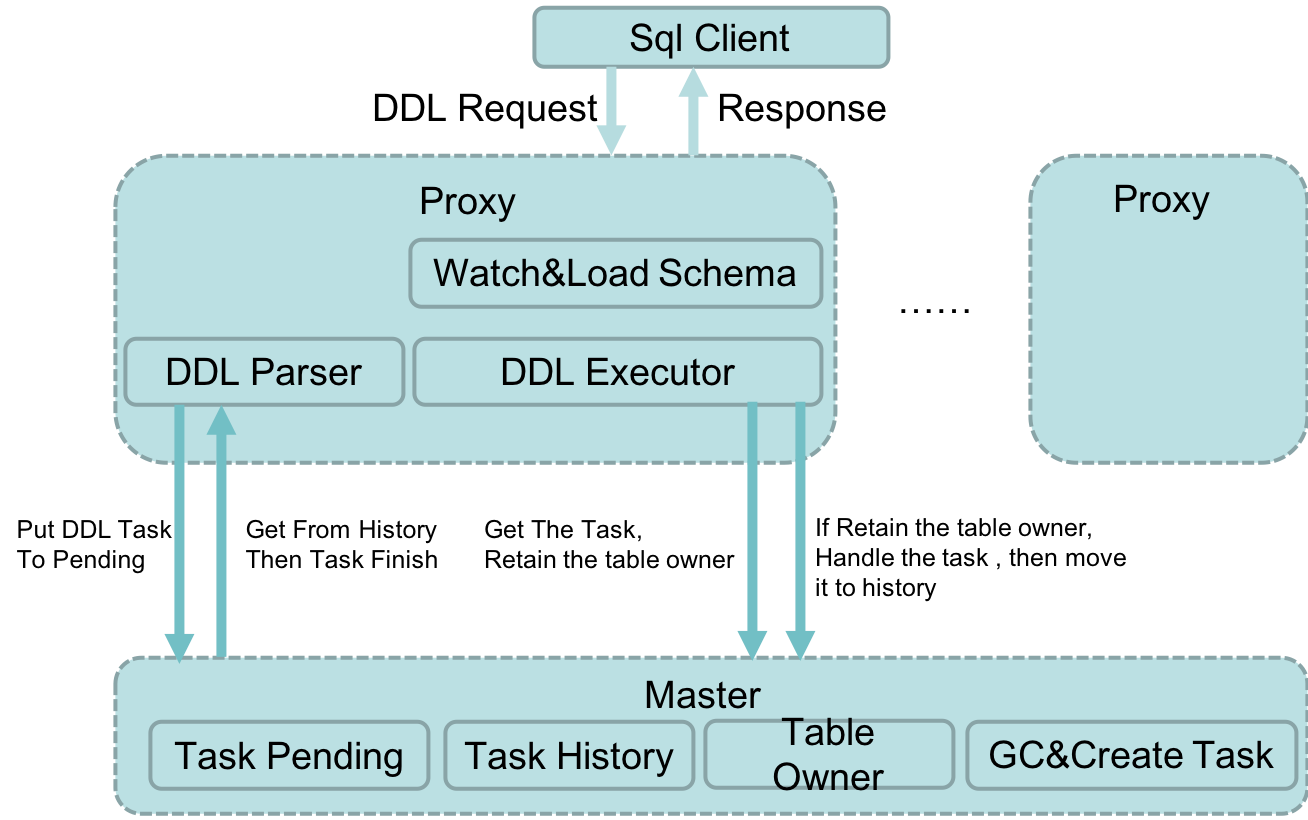 Sql Client
DDL Request
Response
Proxy
Proxy
Watch&Load Schema
......
DDL Parser
DDL Executor
Put DDL Task
To Pending
Get From History
Then Task Finish
Get The Task,
Retain the table owner
If Retain the table owner,
Handle the task , then move
it to history
Master
Task Pending
Task History
Table
Owner
GC&Create Task